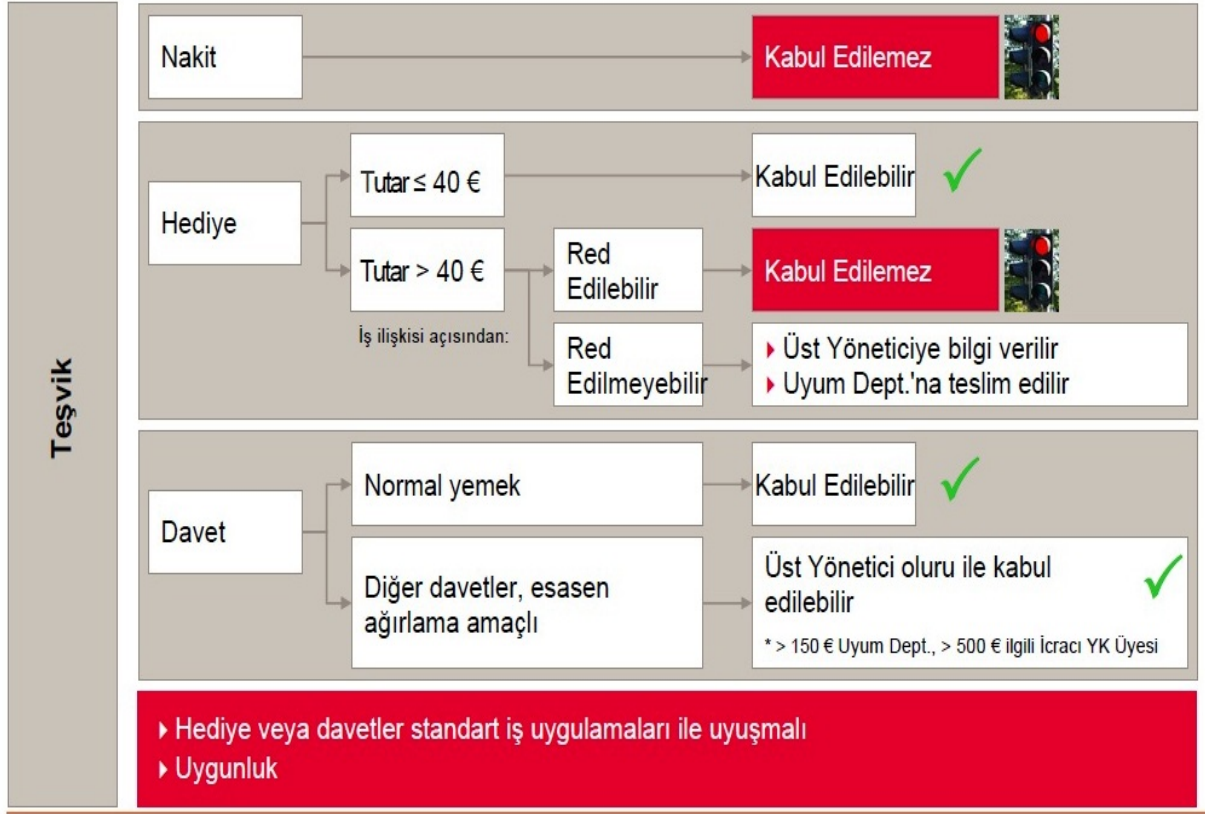 Teşvik
Nakit
Kabul Edilemez
Hediye
Tutar ≤ 40 €
Kabul Edilebilir
Tutar > 40 €
Red
Edilebilir
Kabul Edilemez
İş ilişkisi açısından:
Red
Edilmeyebilir
Üst Yöneticiye bilgi verilir
Uyum Dept.'na teslim edilir
Davet
Normal yemek
Kabul Edilebilir
Diğer davetler, esasen
ağırlama amaçlı
Üst Yönetici oluru ile kabul
edilebilir
* > 150 € Uyum Dept., > 500 € ilgili İcracı YK Üyesi
Hediye veya davetler standart iş uygulamaları ile uyuşmalı
Uygunluk